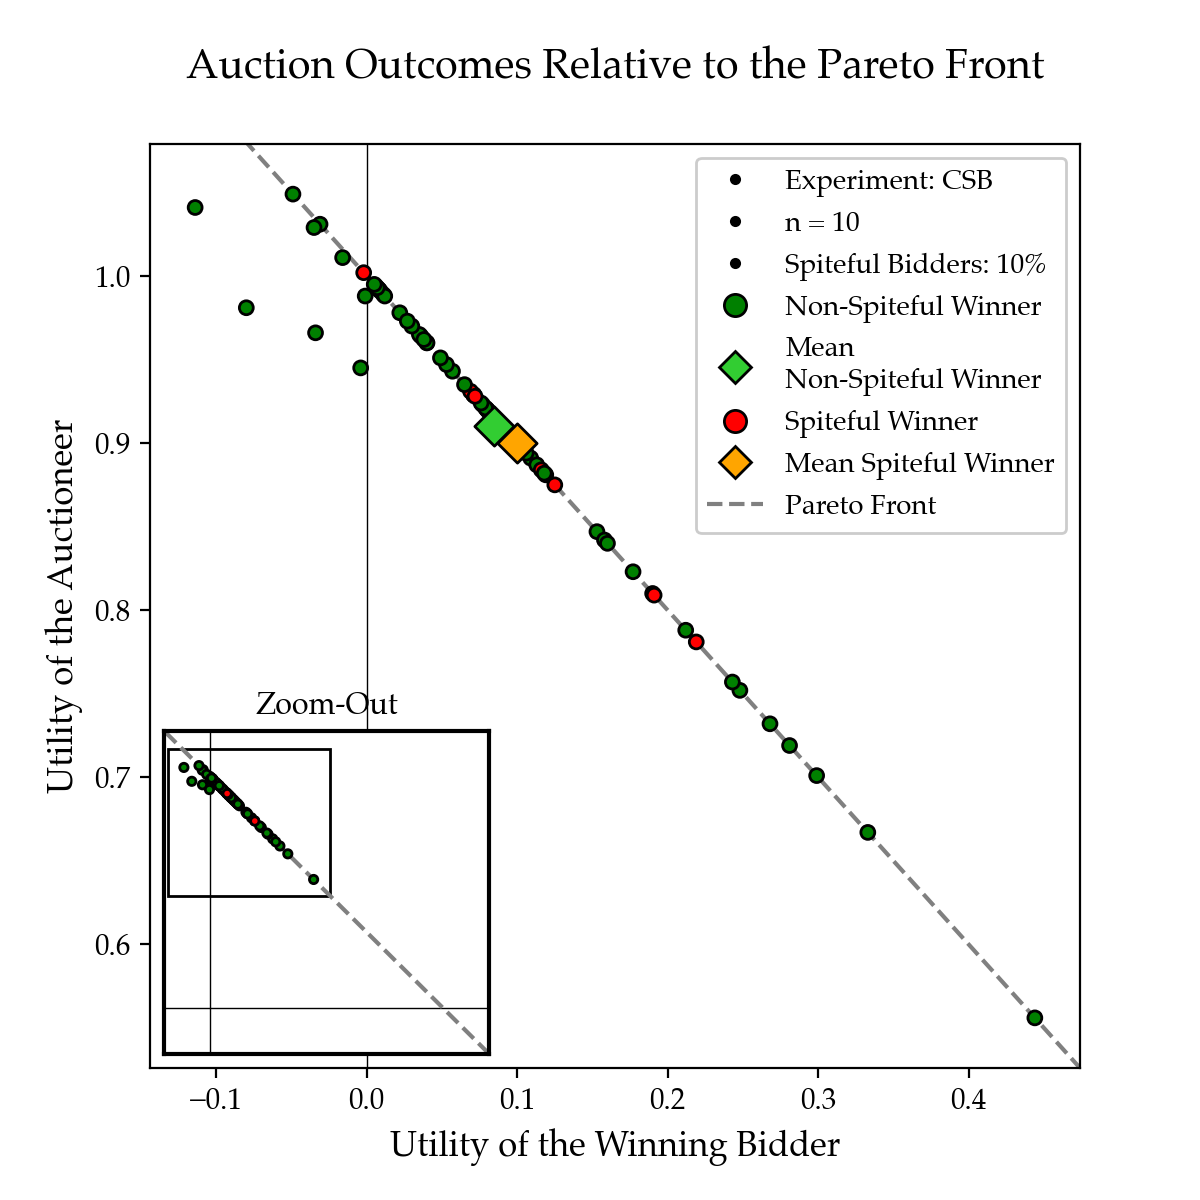 Auction Outcomes Relative to the Pareto Front
Experiment: CSB
n = 10
Spiteful Bidders: 10%
Non-Spiteful Winner
Mean
Non-Spiteful Winner
Spiteful Winner
Mean Spiteful Winner
Pareto Front
Utility of the Auctioneer
1.0
0.9
0.8
0.7
0.6
Zoom-Out
−0.1 0.0 0.1 0.2 0.3 0.4
Utility of the Winning Bidder